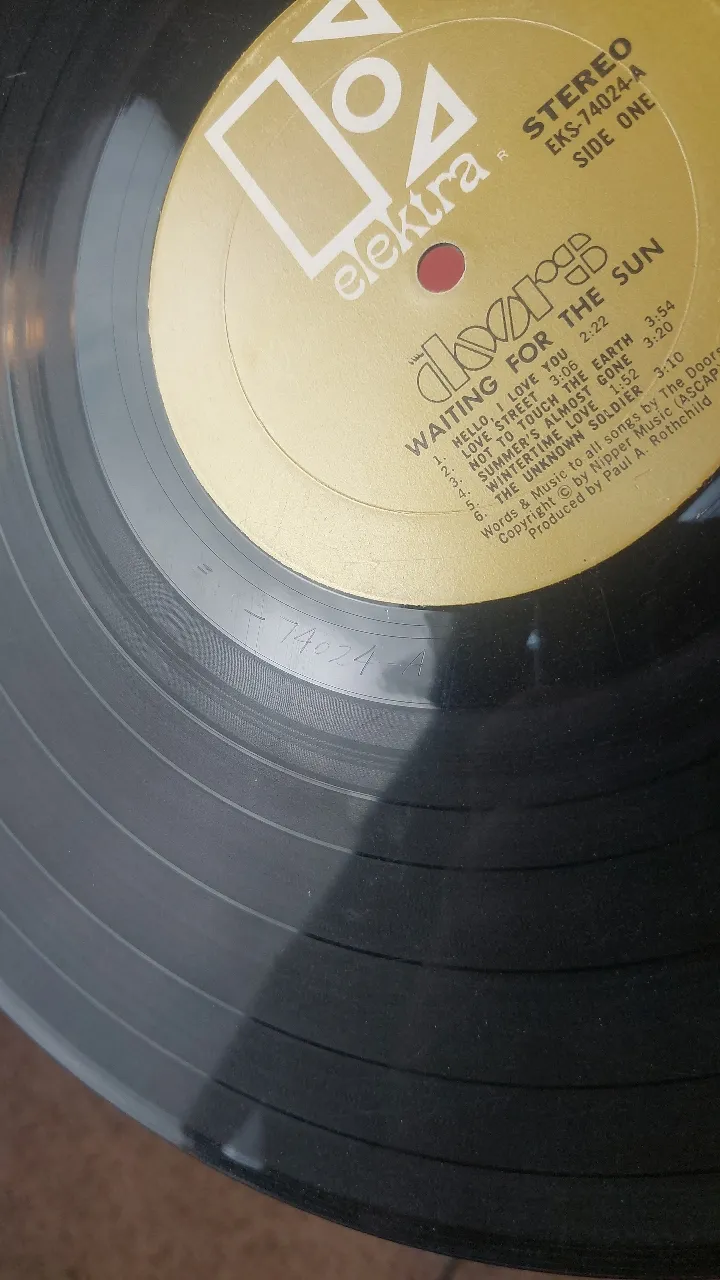 elektra
®
STEREO
EKS-74024-A
SIDE ONE
THE
doors
WAITING FOR THE SUN
1. HELLO, I LOVE YOU 2:22
2. LOVE STREET 3:06
3. NOT TO TOUCH THE EARTH 3:54
4. SUMMER'S ALMOST GONE 3:20
5. WINTERTIME LOVE 1:52
6. THE UNKNOWN SOLDIER 3:10
Words & Music to all songs by The Doors
Copyright © by Nipper Music (ASCAP
Produced by Paul A. Rothchild
– 74024-A